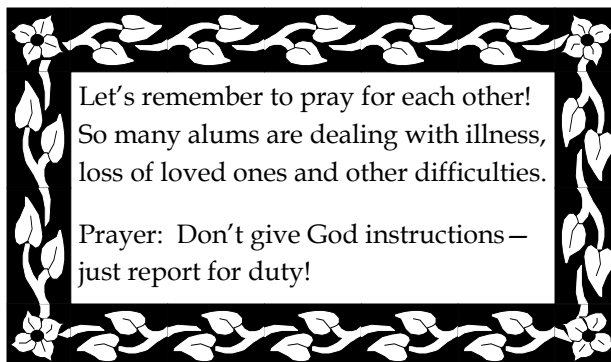 Let’s remember to pray for each other!
So many alums are dealing with illness,
loss of loved ones and other difficulties.
Prayer:  Don’t give God instructions—
just report for duty!